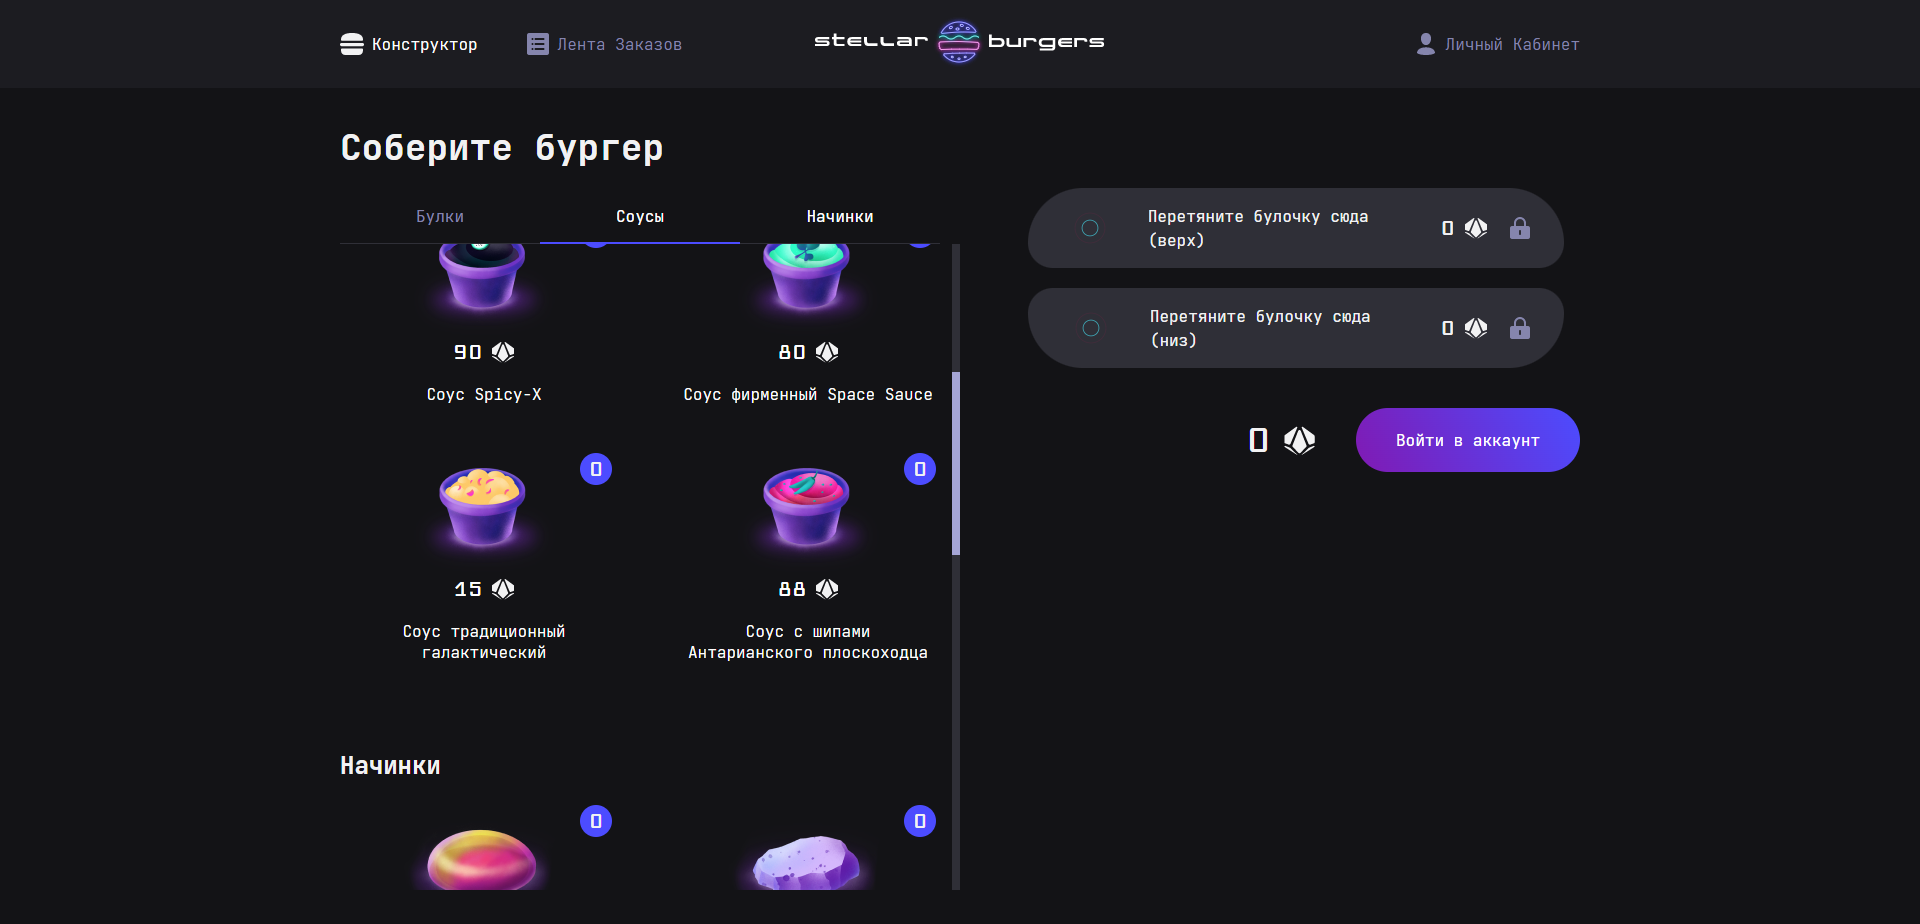 Конструктор
Лента Заказов
stellar burgers
Личный Кабинет
Соберите бургер
Булки
Соусы
Начинки
90
80
Соус Spicy-X
Соус фирменный Space Sauce
0
0
15
88
Соус традиционный
галактический
Соус с шипами
Антарианского плоскоходца
Начинки
0
0
Перетяните булочку сюда
(верх)
0
Перетяните булочку сюда
(низ)
0
0
Войти в аккаунт